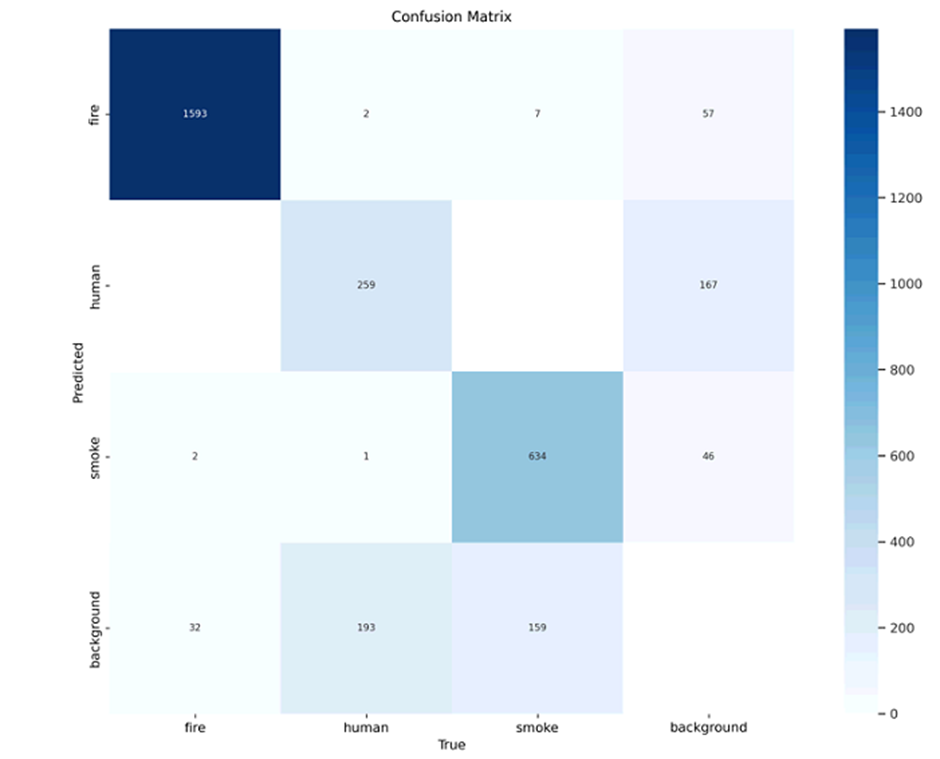 Confusion Matrix
fire
1593
2
7
57
human
259
167
smoke
2
1
634
46
background
32
193
159
Predicted
fire
human
smoke
background
True
1400
1200
1000
800
600
400
200
0